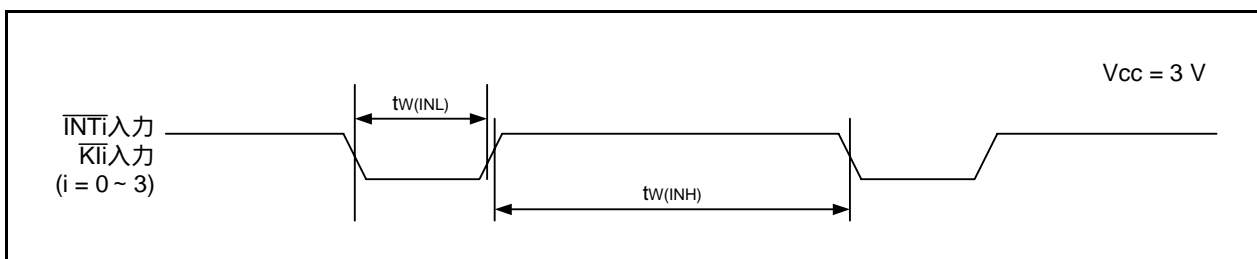 Vcc = 3 V
tW(INL)
INTi入力
KIi入力
(i = 0 ~ 3)
tW(INH)